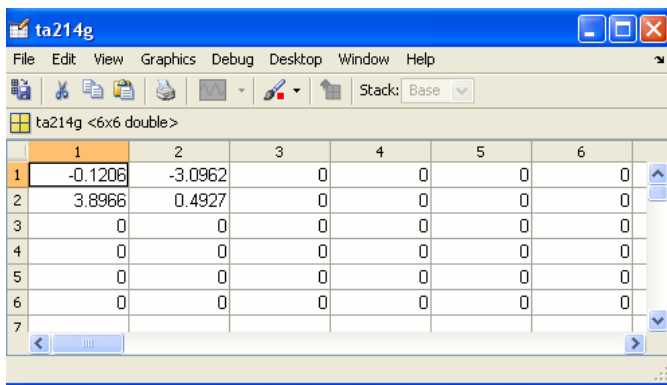 ta214g
File Edit View Graphics Debug Desktop Window Help
Stack: Base
ta214g <6x6 double>
1 2 3 4 5 6
1 -0.1206 -3.0962 0 0 0 0
2 3.8966 0.4927 0 0 0 0
3 0 0 0 0 0 0
4 0 0 0 0 0 0
5 0 0 0 0 0 0
6 0 0 0 0 0 0
7